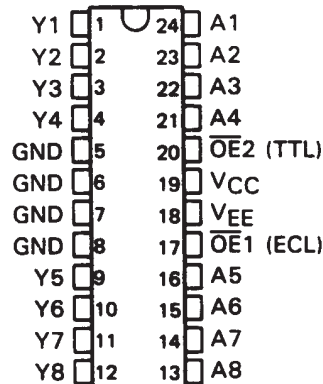 Y1 1 24 A1
Y2 2 23 A2
Y3 3 22 A3
Y4 4 21 A4
GND 5 20 O̅E̅2 (TTL)
GND 6 19 VCC
GND 7 18 VEE
GND 8 17 O̅E̅1 (ECL)
Y5 9 16 A5
Y6 10 15 A6
Y7 11 14 A7
Y8 12 13 A8